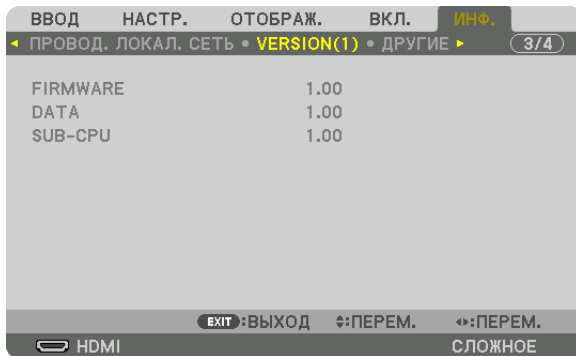 ВВОД НАСТР. ОТОБРАЖ. ВКЛ. ИНФ.
ПРОВОД. ЛОКАЛ. СЕТЬ • VERSION(1) • ДРУГИЕ 3/4
FIRMWARE 1.00
DATA 1.00
SUB-CPU 1.00
EXIT:ВЫХОД :ПЕРЕМ. :ПЕРЕМ.
HDMI СЛОЖНОЕ